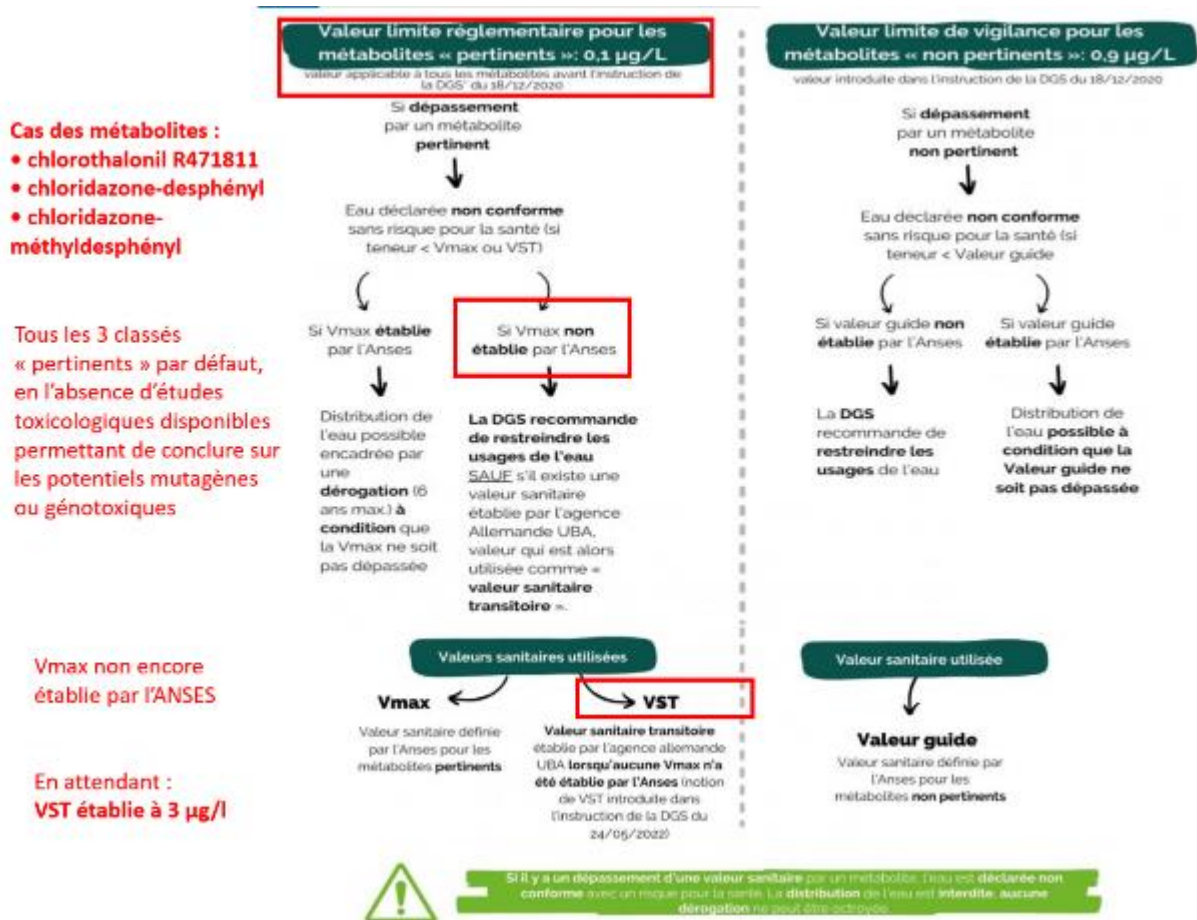 Valeur limite réglementaire pour les
métabolites « pertinents »: 0,1 µg/L
valeur applicable à tous les métabolites avant l'instruction de
la DGS* du 18/12/2020
Si dépassement
par un métabolite
pertinent
Eau déclarée non conforme
sans risque pour la santé (si
teneur < Vmax ou VST)
Si Vmax établie
par l'Anses
Distribution de
l'eau possible
encadrée par
une
dérogation (6
ans max.) à
condition que
la Vmax ne soit
pas dépassée
Si Vmax non
établie par l'Anses
La DGS recommande
de restreindre les
usages de l'eau
SAUF s'il existe une
valeur sanitaire
établie par l'agence
Allemande UBA,
valeur qui est alors
utilisée comme «
valeur sanitaire
transitoire ».
Valeur limite de vigilance pour les
métabolites « non pertinents »: 0,9 µg/L
valeur introduite dans l'instruction de la DGS du 18/12/2020
Si dépassement
par un métabolite
non pertinent
Eau déclarée non conforme
sans risque pour la santé (si
teneur < Valeur guide
Si valeur guide non
établie par l'Anses
La DGS
recommande de
restreindre les
usages de l'eau
Si valeur guide
établie par l'Anses
Distribution de
l'eau possible à
condition que la
Valeur guide ne
soit pas dépassée
Cas des métabolites :
• chlorothalonil R471811
• chloridazone-desphényl
• chloridazone-
méthyldesphényl
Tous les 3 classés
« pertinents » par défaut,
en l'absence d'études
toxicologiques disponibles
permettant de conclure sur
les potentiels mutagènes
ou génotoxiques
Vmax non encore
établie par l'ANSES
En attendant :
VST établie à 3 µg/l
Valeurs sanitaires utilisées
Vmax
Valeur sanitaire définie
par l'Anses pour les
métabolites pertinents
VST
Valeur sanitaire transitoire
établie par l'agence allemande
UBA lorsqu'aucune Vmax n'a
été établie par l'Anses (notion
de VST introduite dans
l'instruction de la DGS du
24/05/2022)
Valeur sanitaire utilisée
Valeur guide
Valeur sanitaire définie par
l'Anses pour les
métabolites non pertinents
Si il y a un dépassement d'une valeur sanitaire par un métabolite, l'eau est déclarée non
conforme avec un risque pour la santé. La distribution de l'eau est interdite, aucune
dérogation ne peut être octroyée.